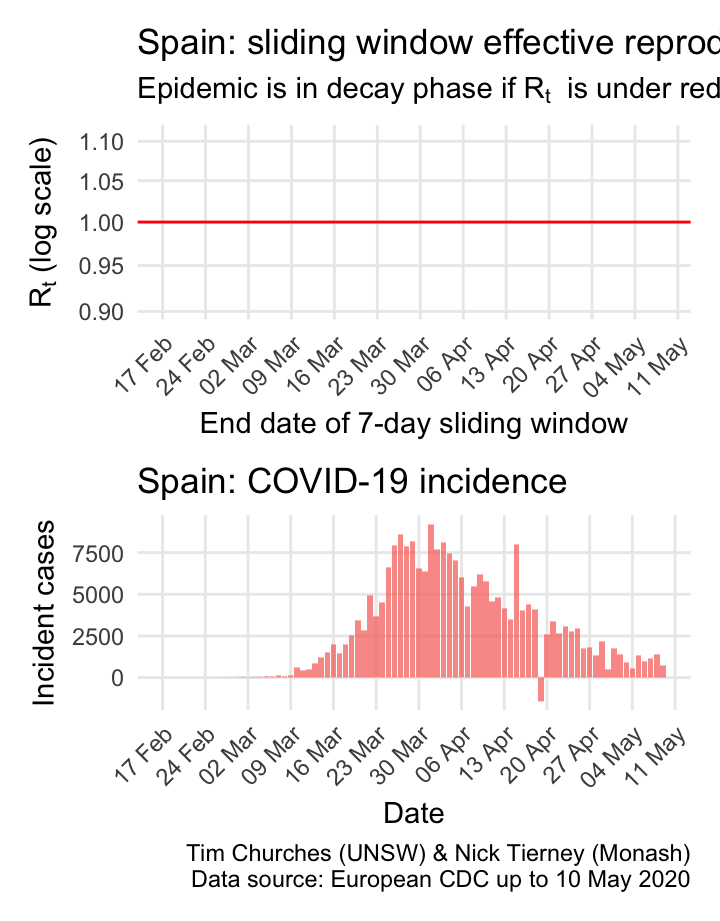 Spain: sliding window effective reprod
Epidemic is in decay phase if Rt is under red
Rt (log scale)
1.10
1.05
1.00
0.95
0.90
17 Feb
24 Feb
02 Mar
09 Mar
16 Mar
23 Mar
30 Mar
06 Apr
13 Apr
20 Apr
27 Apr
04 May
11 May
End date of 7-day sliding window
Spain: COVID-19 incidence
Incident cases
7500
5000
2500
0
17 Feb
24 Feb
02 Mar
09 Mar
16 Mar
23 Mar
30 Mar
06 Apr
13 Apr
20 Apr
27 Apr
04 May
11 May
Date
Tim Churches (UNSW) & Nick Tierney (Monash)
Data source: European CDC up to 10 May 2020